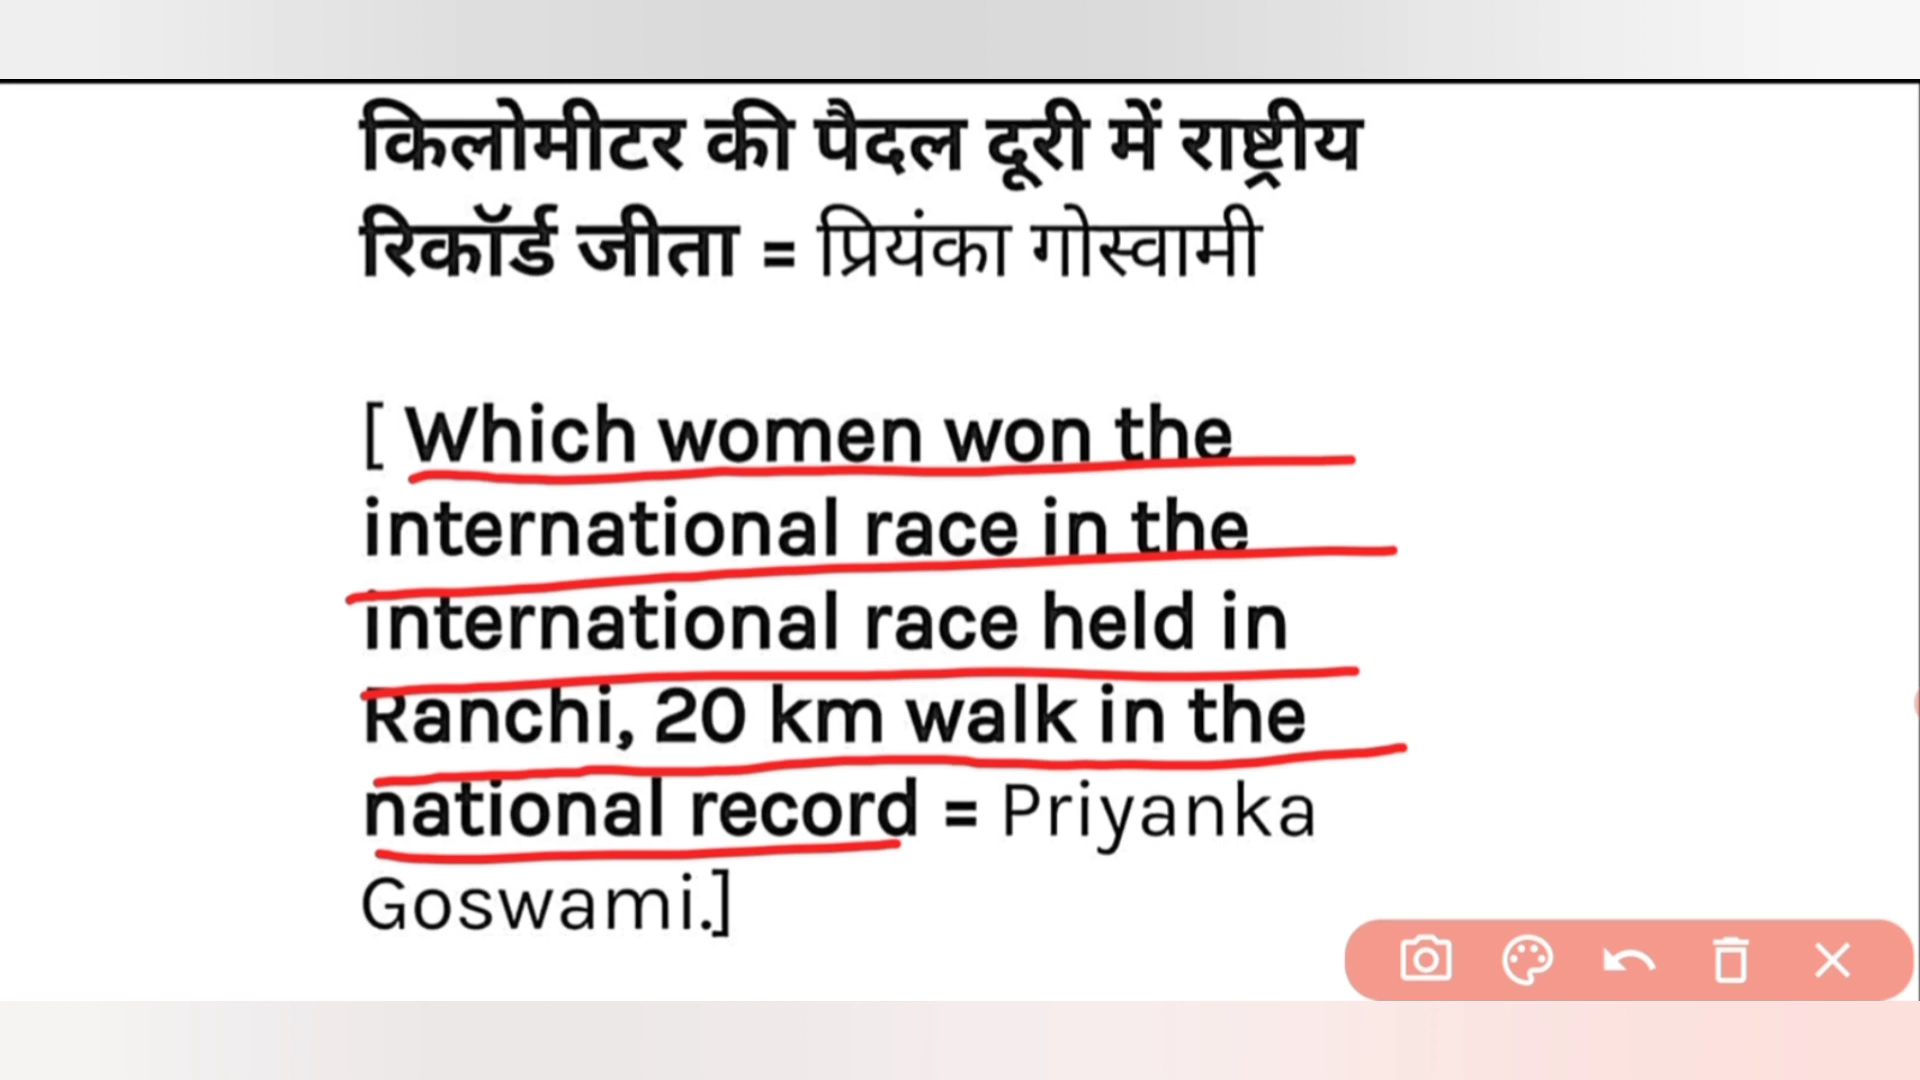 किलोमीटर की पैदल दूरी में राष्ट्रीय
रिकॉर्ड जीता = प्रियंका गोस्वामी
[ Which women won the
international race in the
international race held in
Ranchi, 20 km walk in the
national record = Priyanka
Goswami.]